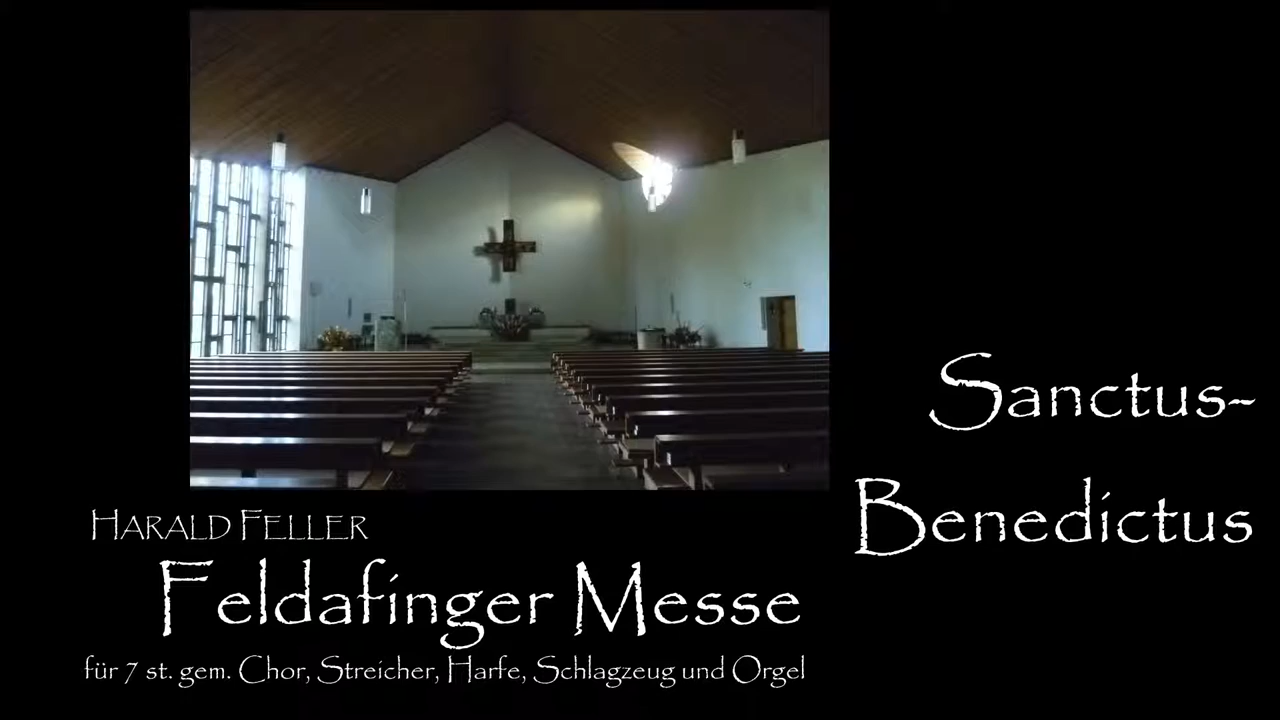 HARALD FELLER
Feldafinger Messe
für 7 st. gem. Chor, Streicher, Harfe, Schlagzeug und Orgel
Sanctus-
Benedictus